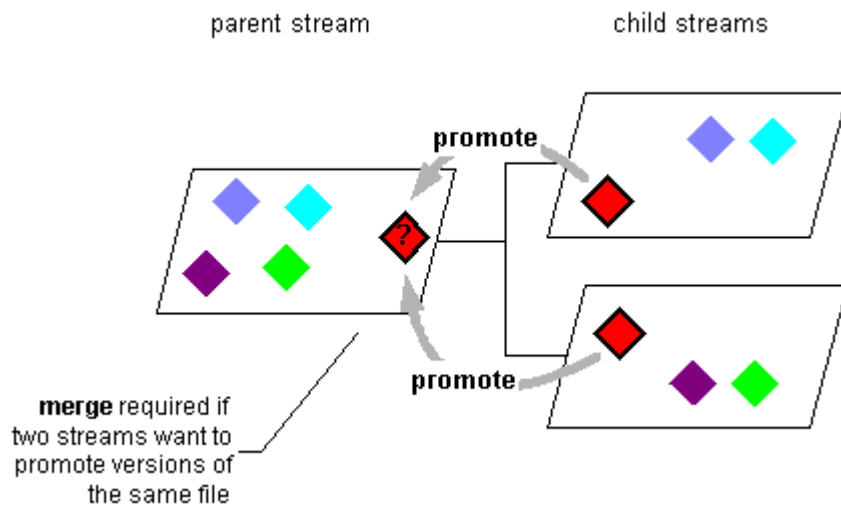 parent stream
child streams
promote
?
promote
merge required if
two streams want to
promote versions of
the same file